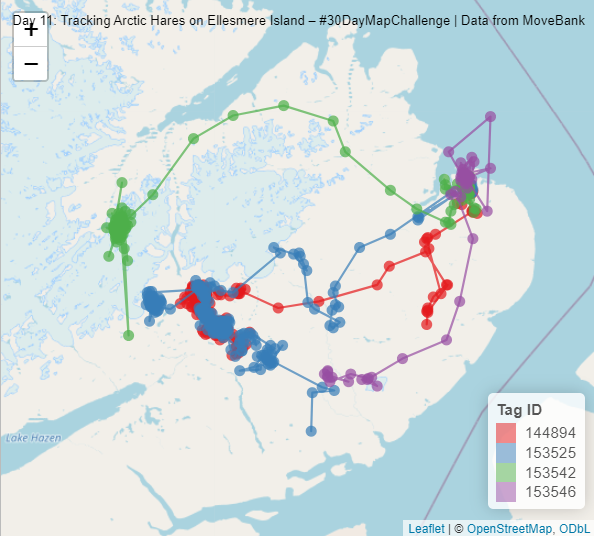 Day 11: Tracking Arctic Hares on Ellesmere Island – #30DayMapChallenge | Data from MoveBank
+
−
Lake Hazen
Tag ID
144894
153525
153542
153546
Leaflet | © OpenStreetMap, ODbL